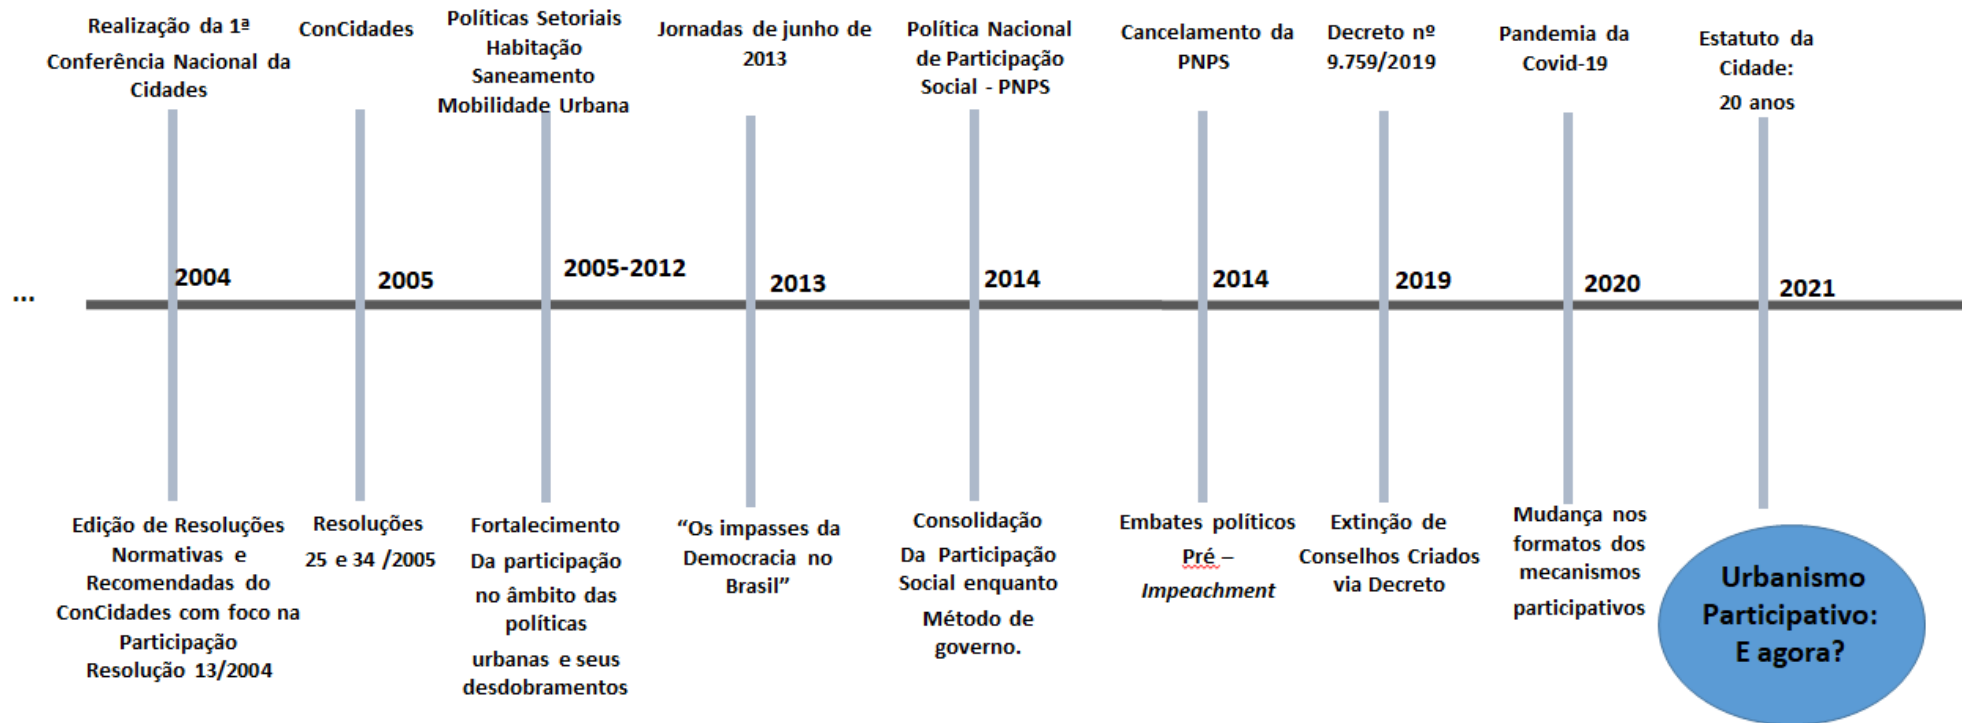 Realização da 1ª
Conferência Nacional da
Cidades
ConCidades
Políticas Setoriais
Habitação
Saneamento
Mobilidade Urbana
Jornadas de junho de
2013
Política Nacional
de Participação
Social - PNPS
Cancelamento da
PNPS
Decreto nº
9.759/2019
Pandemia da
Covid-19
Estatuto da
Cidade:
20 anos
...
2004
2005
2005-2012
2013
2014
2014
2019
2020
2021
Edição de Resoluções
Normativas e
Recomendadas do
ConCidades com foco na
Participação
Resolução 13/2004
Resoluções
25 e 34 /2005
Fortalecimento
Da participação
no âmbito das
políticas
urbanas e seus
desdobramentos
“Os impasses da
Democracia no
Brasil”
Consolidação
Da Participação
Social enquanto
Método de
governo.
Embates políticos
Pré –
Impeachment
Extinção de
Conselhos Criados
via Decreto
Mudança nos
formatos dos
mecanismos
participativos
Urbanismo
Participativo:
E agora?